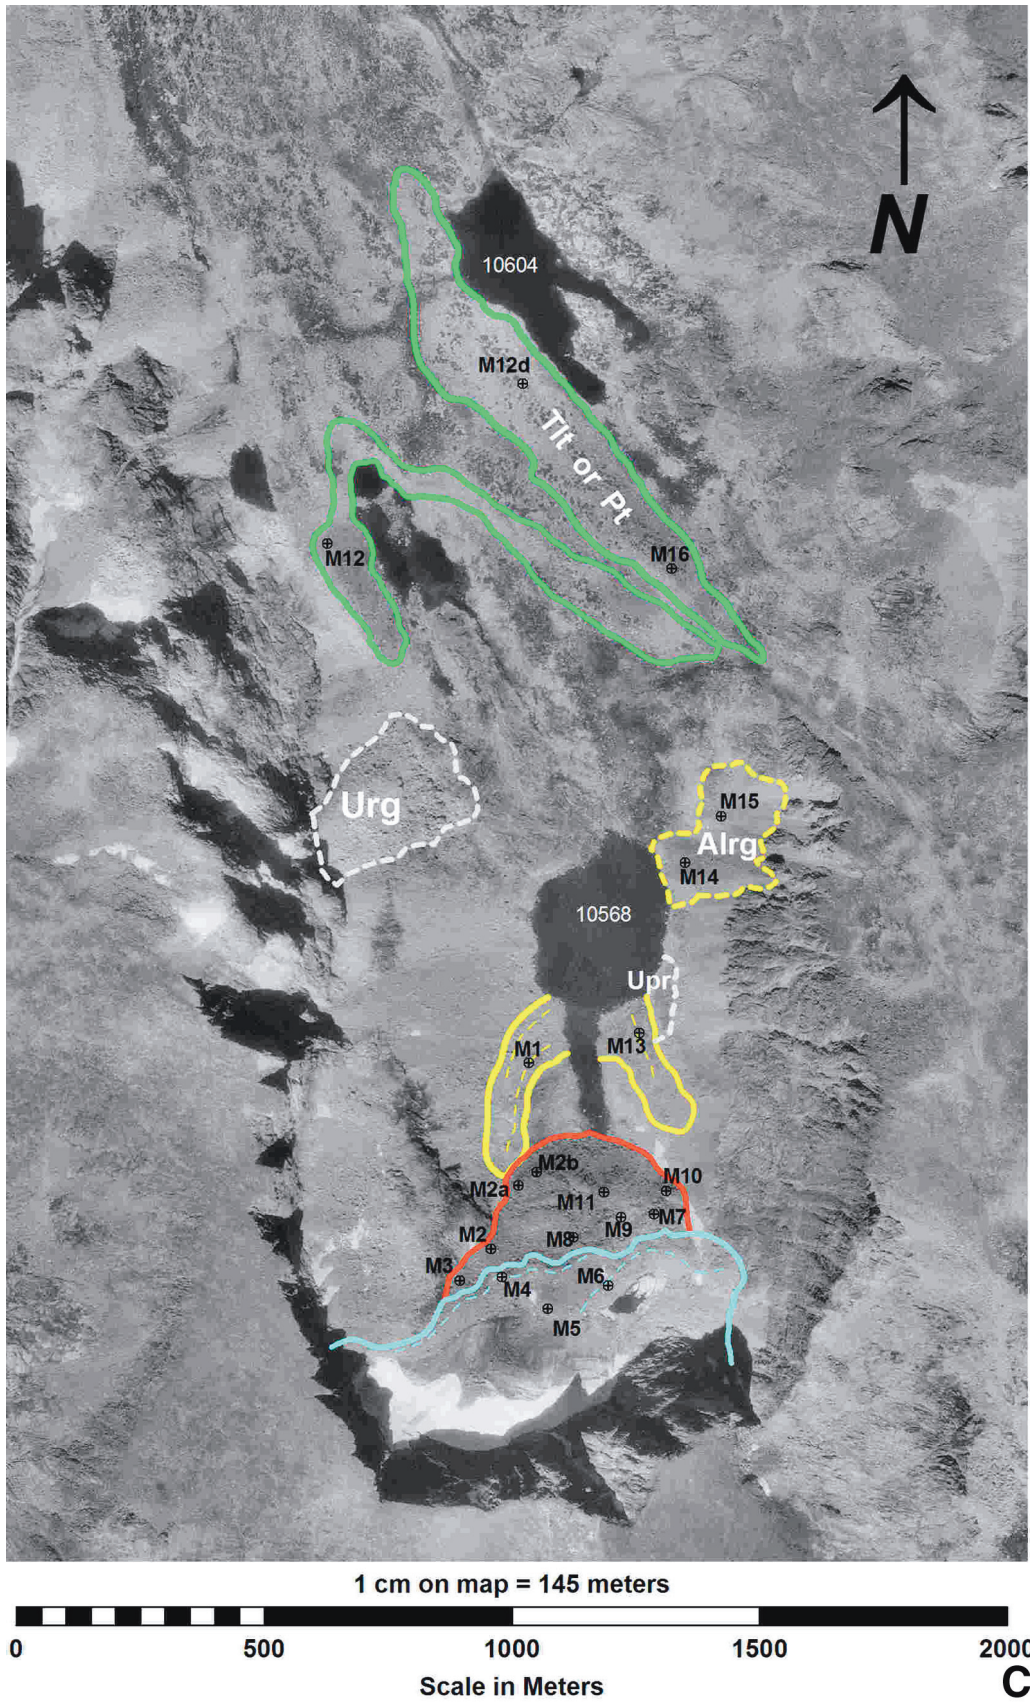 N
10604
M12d
Tlt or Pt
M16
M12
M15
Urg
Alrg
M14
10568
Upr
M1
M13
M2b
M2a
M10
M11
M7
M9
M2
M8
M3
M6
M4
M5
1 cm on map = 145 meters
0 500 1000 1500 2000
Scale in Meters
C